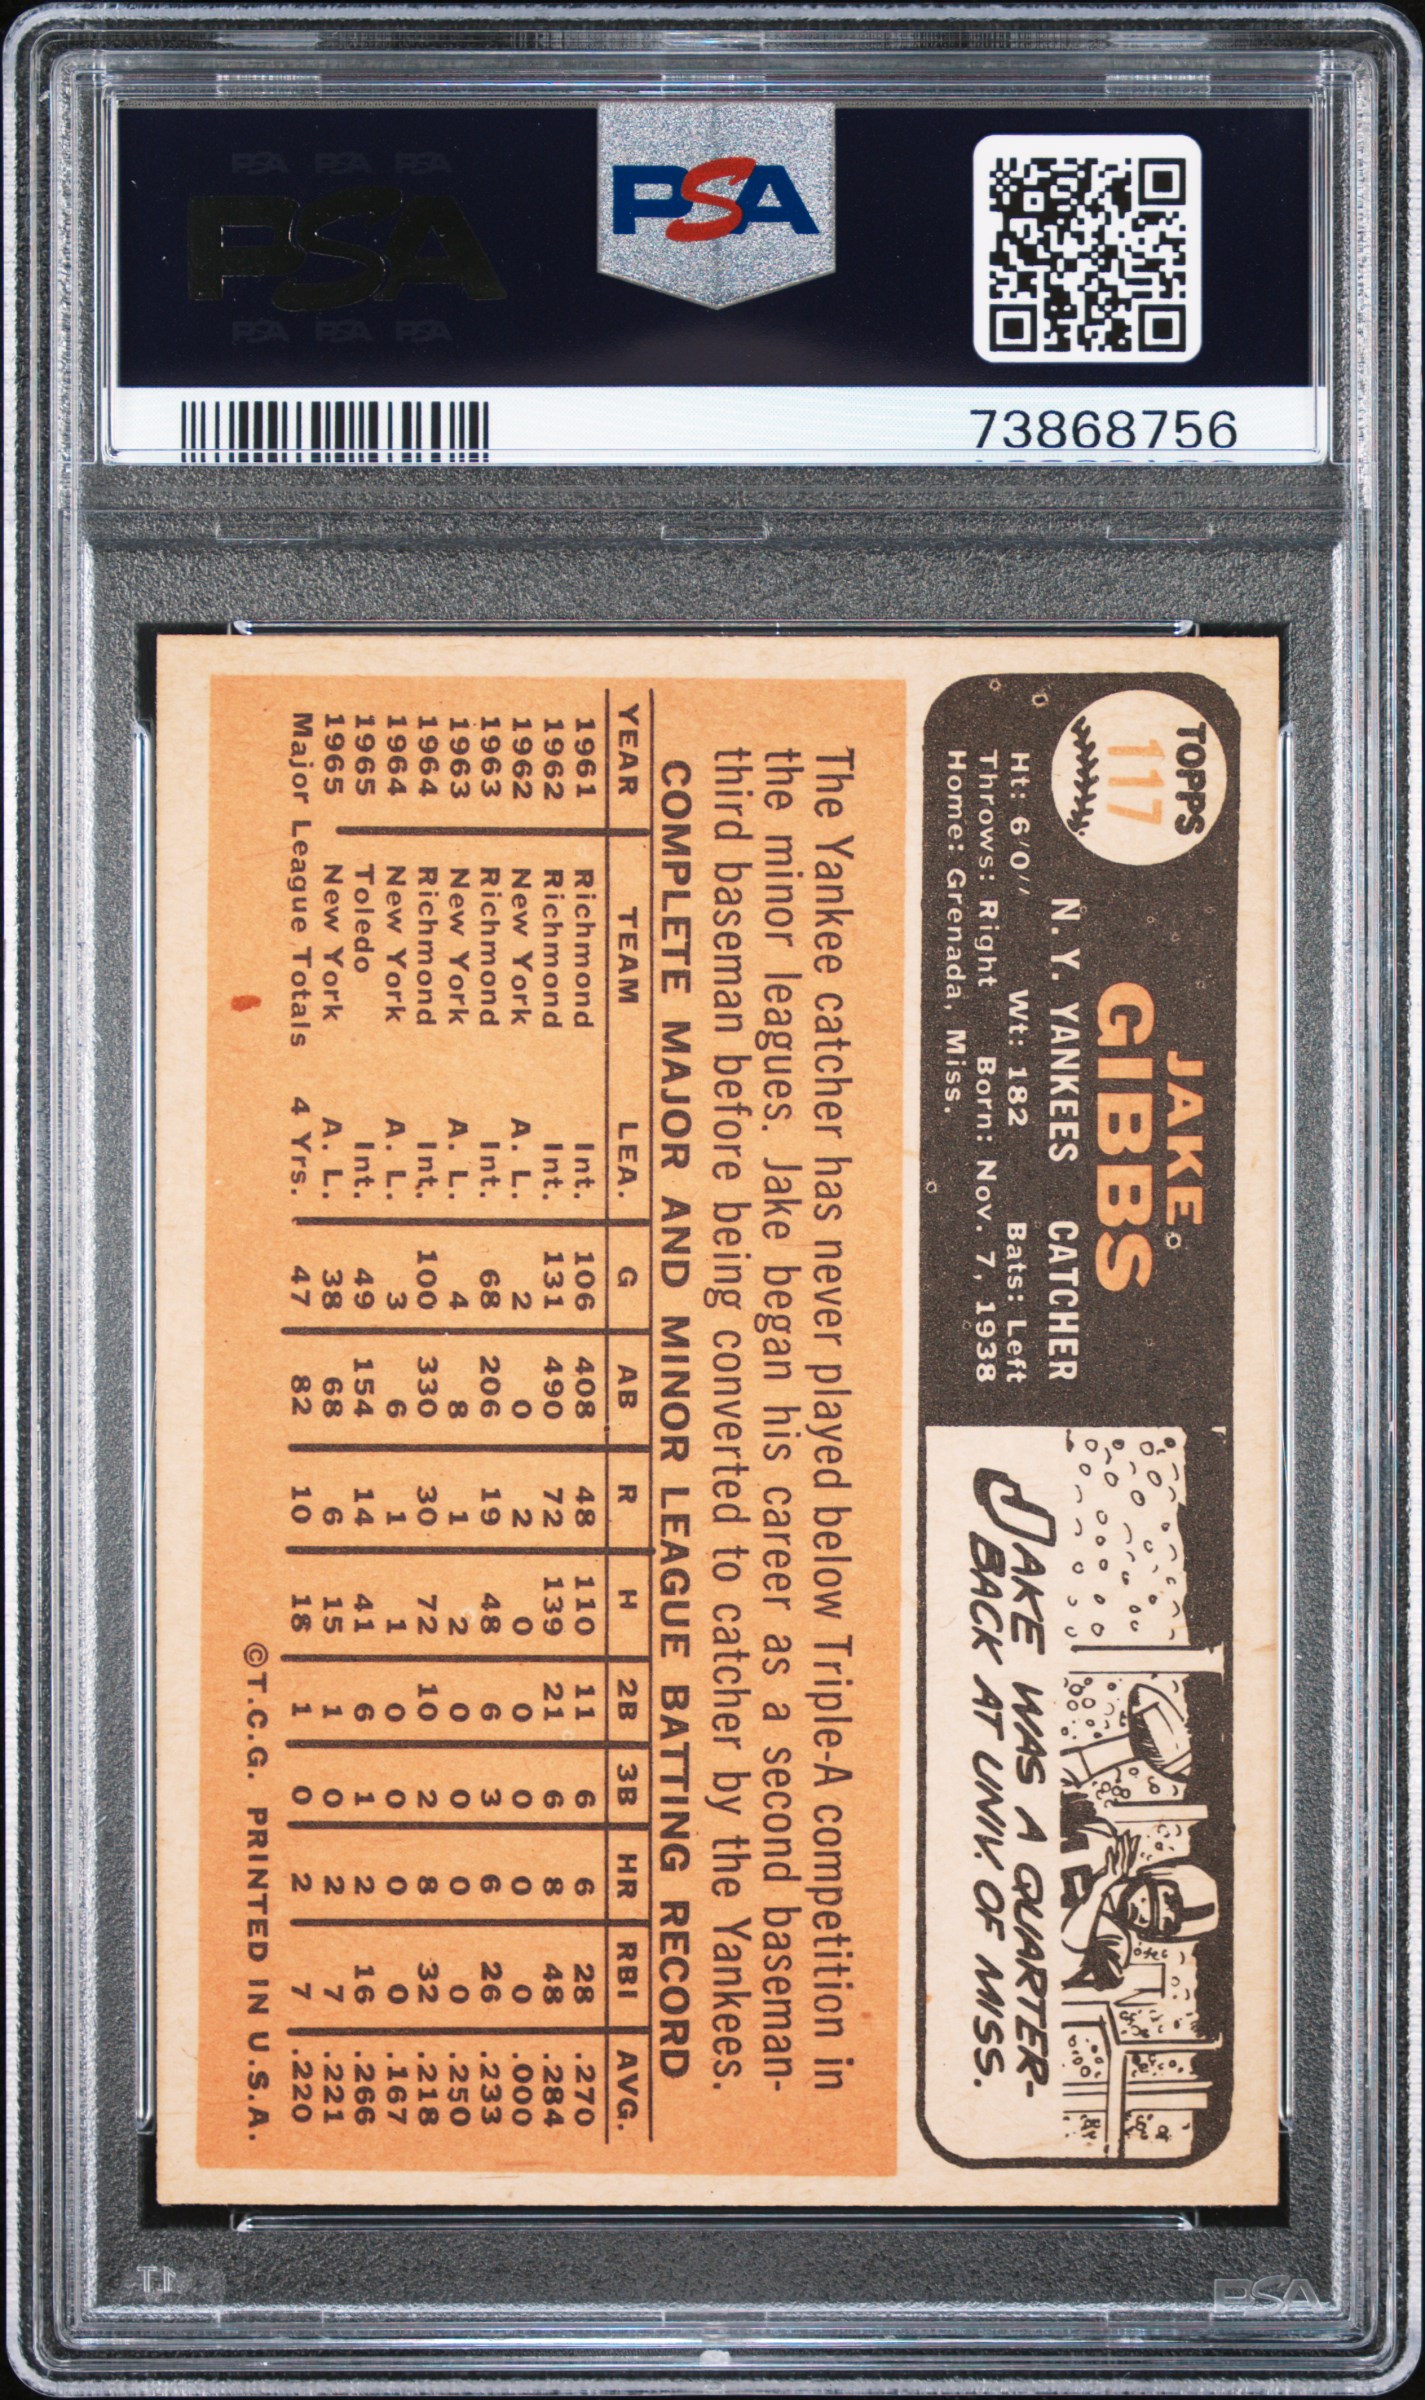 PSA PSA PSA
PSA
PSA PSA PSA
PSA
73868756
TOPPS
117
JAKE
GIBBS
N. Y. YANKEES CATCHER
Ht: 6'0'' Wt: 182 Bats: Left
Throws: Right Born: Nov. 7, 1938
Home: Grenada, Miss.
JAKE WAS A QUARTER-
BACK AT UNIV. OF MISS.
The Yankee catcher has never played below Triple-A competition in
the minor leagues. Jake began his career as a second baseman-
third baseman before being converted to catcher by the Yankees.
COMPLETE MAJOR AND MINOR LEAGUE BATTING RECORD
YEAR TEAM LEA. G AB R H 2B 3B HR RBI AVG.
1961 Richmond Int. 106 408 48 110 11 6 6 28 .270
1962 Richmond Int. 131 490 72 139 21 6 8 48 .284
1962 New York A. L. 2 0 2 0 0 0 0 0 .000
1963 Richmond Int. 68 206 19 48 6 3 6 26 .233
1963 New York A. L. 4 8 1 2 0 0 0 0 .250
1964 Richmond Int. 100 330 30 72 10 2 8 32 .218
1964 New York A. L. 3 6 1 1 0 0 0 0 .167
1965 Toledo Int. 49 154 14 41 6 1 2 16 .266
1965 New York A. L. 38 68 6 15 1 0 2 7 .221
Major League Totals 4 Yrs. 47 82 10 18 1 0 2 7 .220
©T.C.G. PRINTED IN U.S.A.
PSA